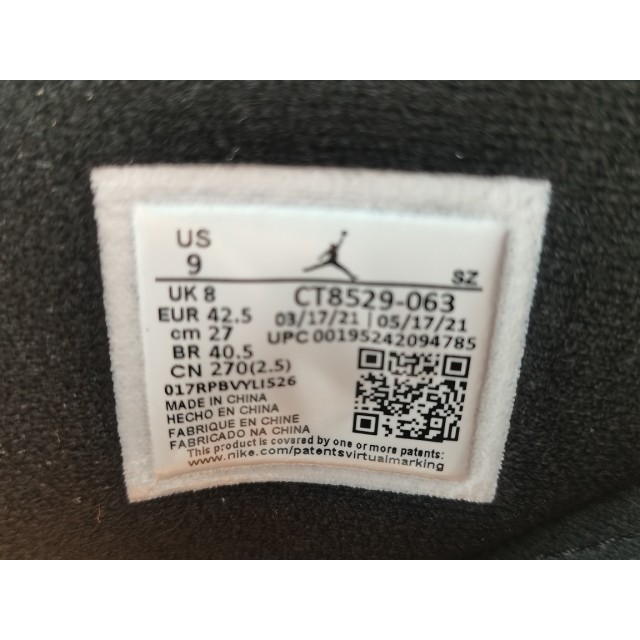 US
9
SZ
UK 8
CT8529-063
EUR 42.5
03/17/21 | 05/17/21
cm 27
UPC 00195242094785
BR 40.5
CN 270(2.5)
017RPBVYLI526
MADE IN CHINA
HECHO EN CHINA
FABRIQUE EN CHINE
FABRICADO NA CHINA
This product is covered by one or more patents:
www.nike.com/patentsvirtualmarking